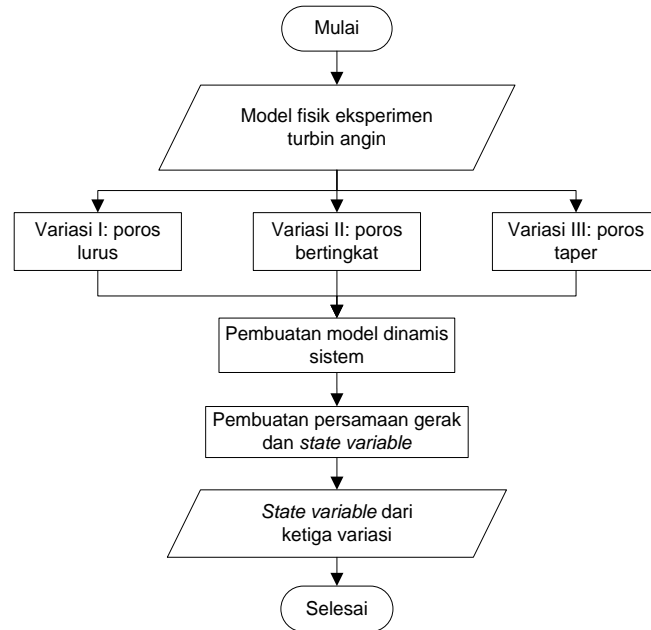 Mulai
Model fisik eksperimen
turbin angin
Variasi I: poros
lurus
Variasi II: poros
bertingkat
Variasi III: poros
taper
Pembuatan model dinamis
sistem
Pembuatan persamaan gerak
dan state variable
State variable dari
ketiga variasi
Selesai